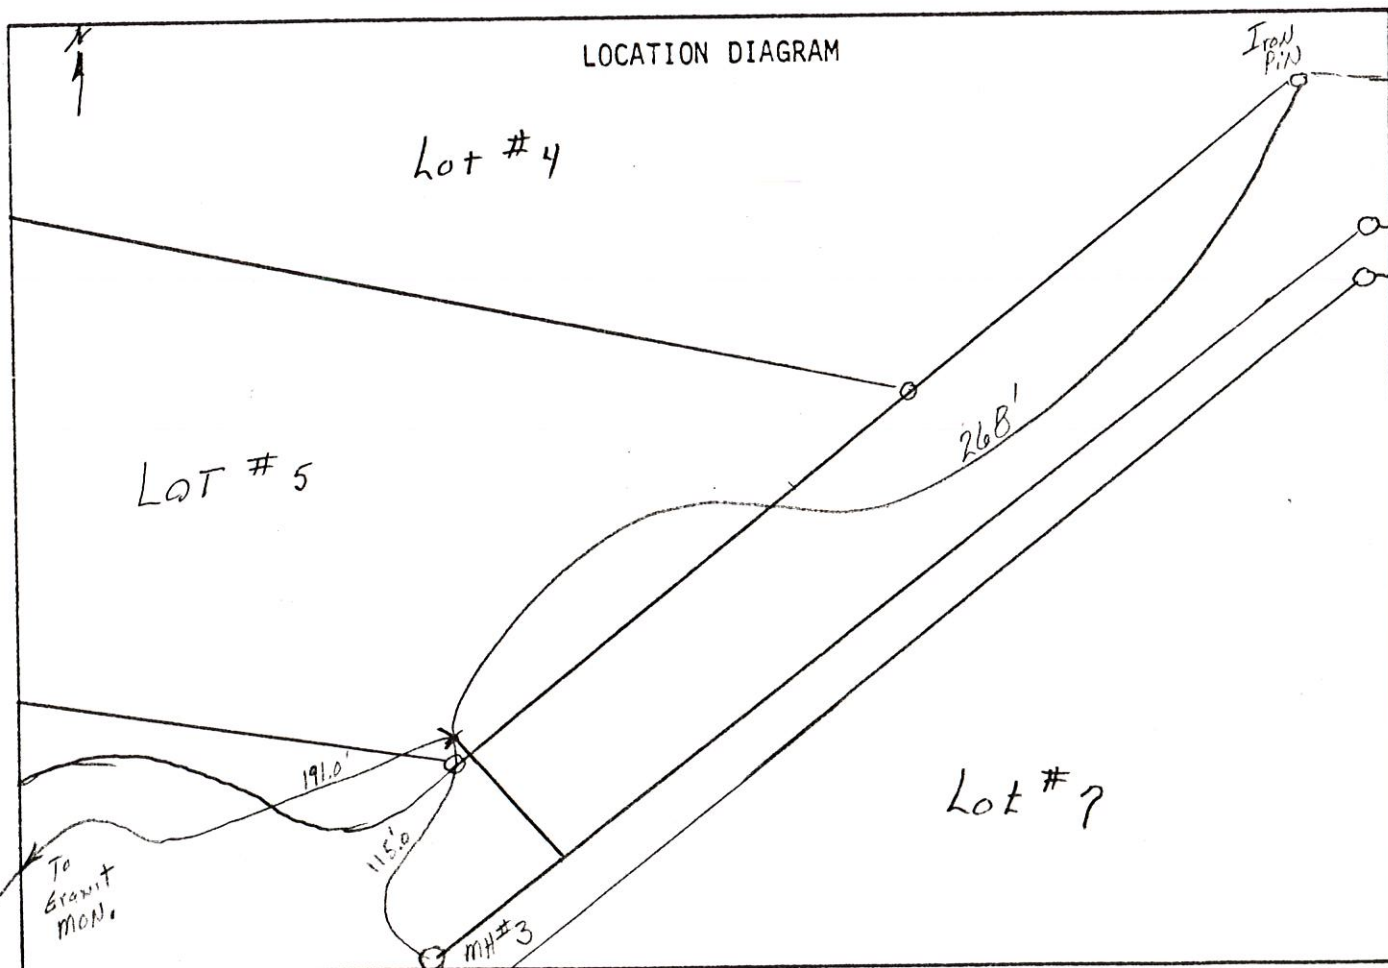 N
LOCATION DIAGRAM
Iron
Pin
Lot #4
268'
LOT #5
191.0'
115.0'
Lot #7
To
Granit
MON.
MH#3